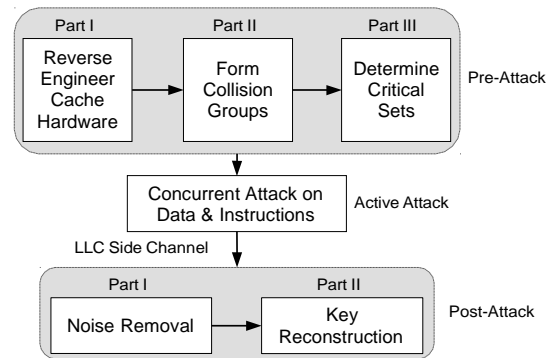 Part I
Part II
Part III
Reverse
Engineer
Cache
Hardware
Form
Collision
Groups
Determine
Critical
Sets
Pre-Attack
Concurrent Attack on
Data & Instructions
Active Attack
LLC Side Channel
Part I
Part II
Noise Removal
Key
Reconstruction
Post-Attack